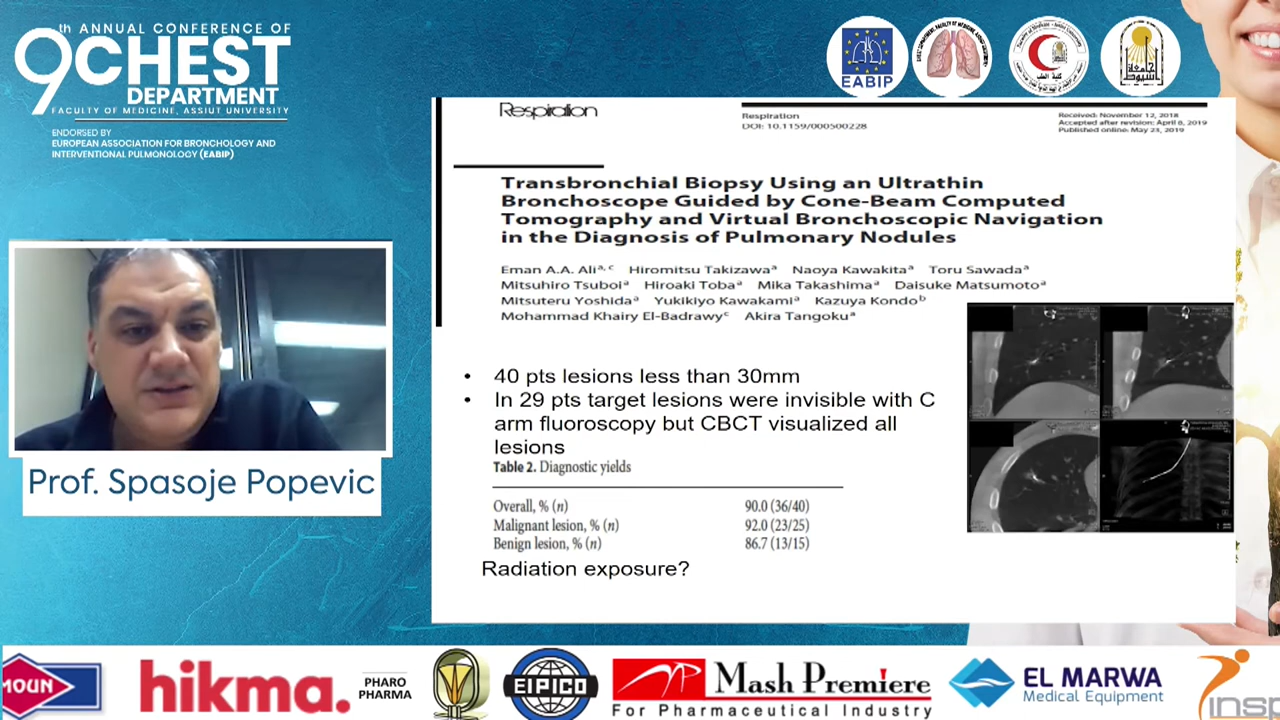 9th ANNUAL CONFERENCE OF
CHEST
DEPARTMENT
FACULTY OF MEDICINE, ASSIUT UNIVERSITY
ENDORSED BY
EUROPEAN ASSOCIATION FOR BRONCHOLOGY AND
INTERVENTIONAL PULMONOLOGY (EABIP)
EABIP
Respiration
Respiration
DOI: 10.1159/000500228
Received: November 12, 2018
Accepted after revision: April 8, 2019
Published online: May 23, 2019
Transbronchial Biopsy Using an Ultrathin
Bronchoscope Guided by Cone-Beam Computed
Tomography and Virtual Bronchoscopic Navigation
in the Diagnosis of Pulmonary Nodules
Eman A.A. Ali a, c Hiromitsu Takizawa a Naoya Kawakita a Toru Sawada a
Mitsuhiro Tsuboi a Hiroaki Toba a Mika Takashima a Daisuke Matsumoto a
Mitsuteru Yoshida a Yukikiyo Kawakami a Kazuya Kondo b
Mohammad Khairy El-Badrawy c Akira Tangoku a
• 40 pts lesions less than 30mm
• In 29 pts target lesions were invisible with C
arm fluoroscopy but CBCT visualized all
lesions
Table 2. Diagnostic yields
Overall, % (n) 90.0 (36/40)
Malignant lesion, % (n) 92.0 (23/25)
Benign lesion, % (n) 86.7 (13/15)
Radiation exposure?
Prof. Spasoje Popevic
MOUN
hikma.
PHARO
PHARMA
EIPICO
Mash Premiere
For Pharmaceutical Industry
EL MARWA
Medical Equipment
insp